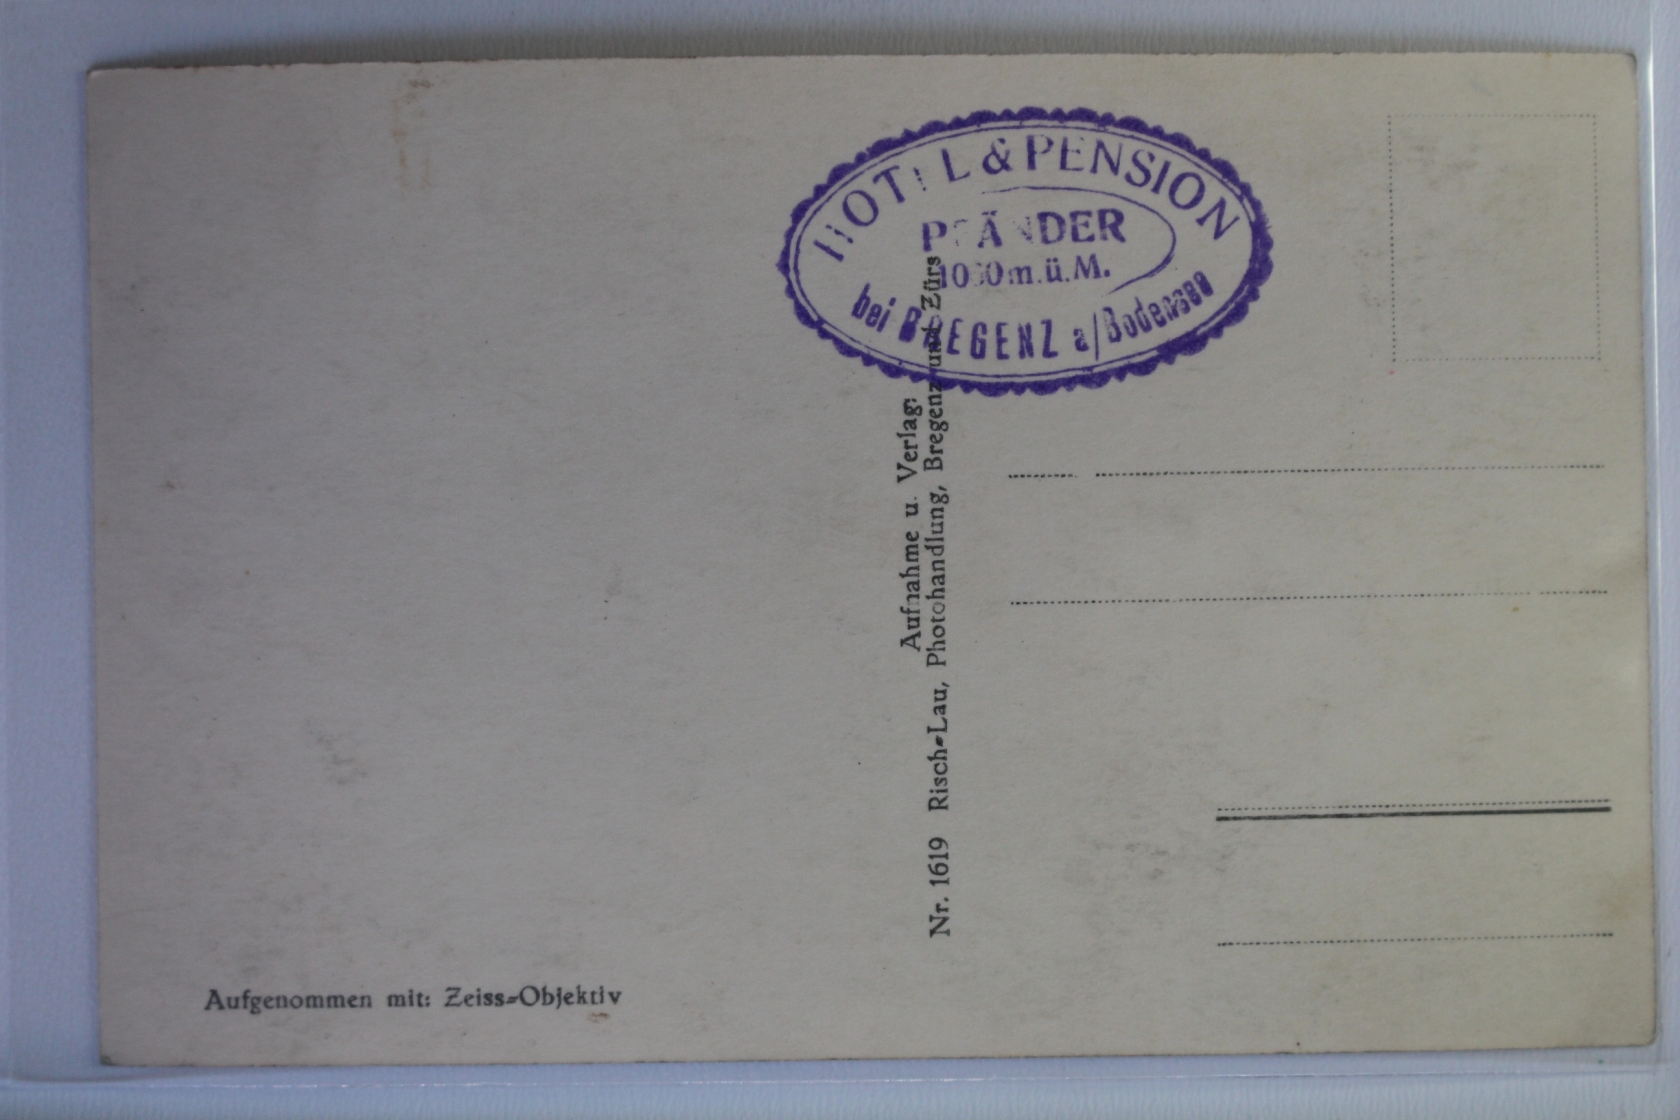 HOTEL & PENSION
PFÄNDER
1060 m.ü.M.
bei BREGENZ a/Bodensee
Aufnahme u. Verlag:
Nr. 1619 Risch-Lau, Photohandlung, Bregenz und Zürs
Aufgenommen mit: Zeiss-Objektiv